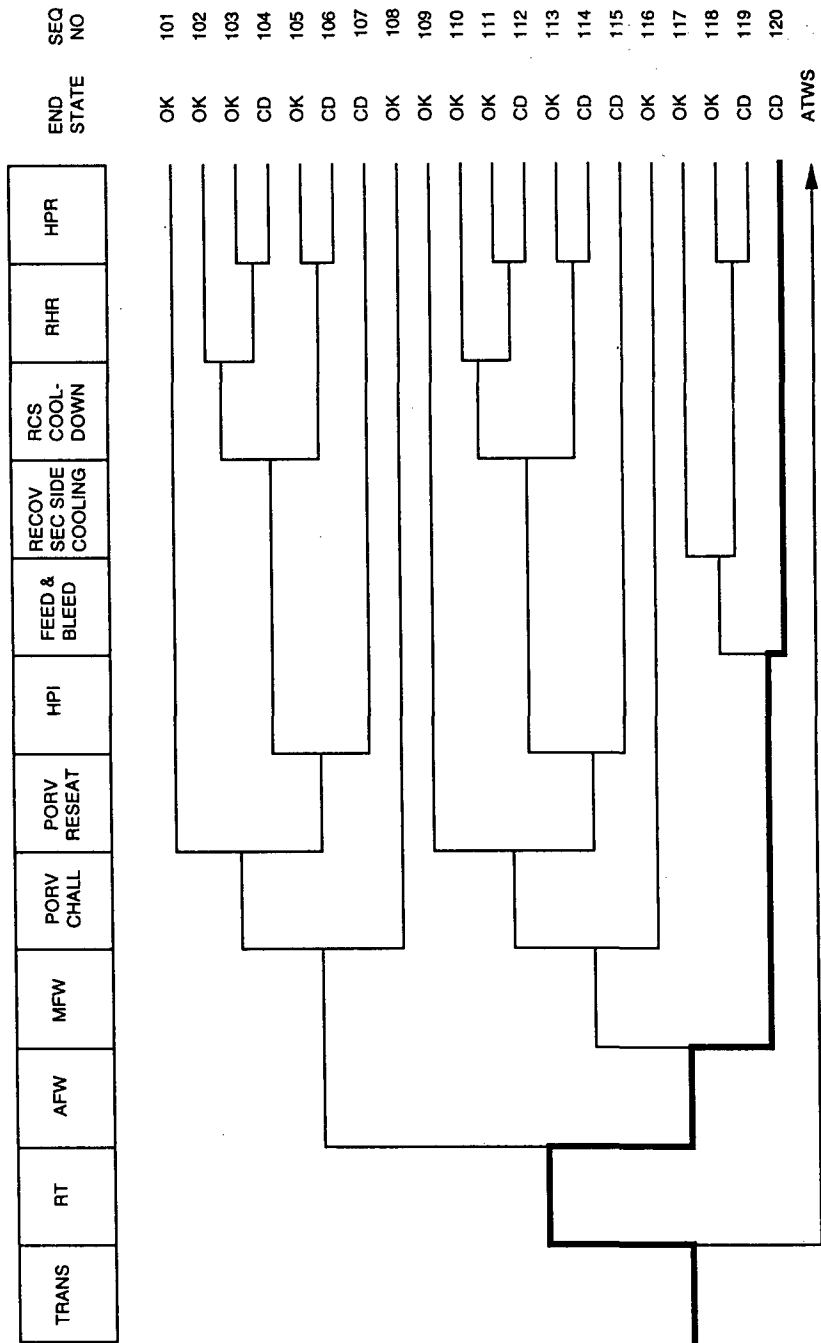 TRANS
RT
AFW
MFW
PORV
CHALL
PORV
RESEAT
HPI
FEED &
BLEED
RECOV
SEC SIDE
COOLING
RCS
COOL-
DOWN
RHR
HPR
END
STATE
SEQ
NO
OK 101
OK 102
OK 103
CD 104
OK 105
CD 106
CD 107
OK 108
OK 109
OK 110
OK 111
CD 112
OK 113
CD 114
CD 115
OK 116
OK 117
OK 118
CD 119
CD 120
ATWS